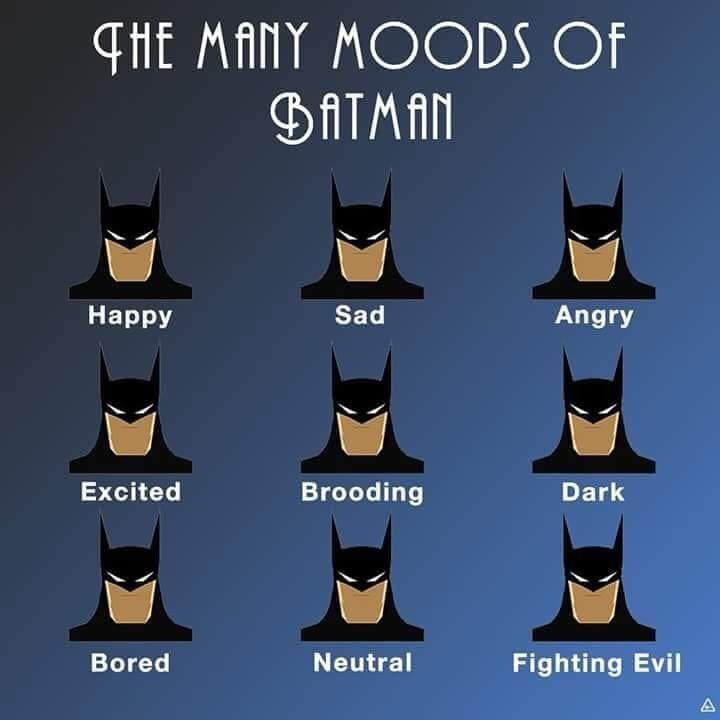 THE MANY MOODS OF
BATMAN
Happy Sad Angry
Excited Brooding Dark
Bored Neutral Fighting Evil